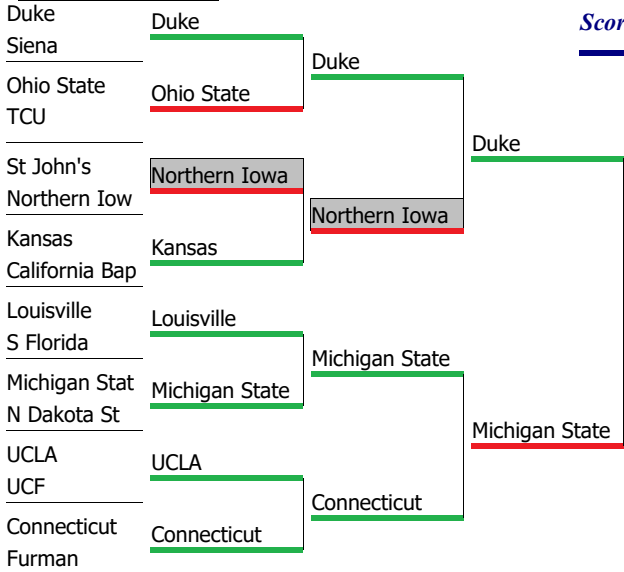 Duke
Siena
Ohio State
TCU
St John's
Northern Iow
Kansas
California Bap
Louisville
S Florida
Michigan Stat
N Dakota St
UCLA
UCF
Connecticut
Furman
Duke
Ohio State
Northern Iowa
Kansas
Louisville
Michigan State
UCLA
Connecticut
Duke
Northern Iowa
Michigan State
Connecticut
Duke
Michigan State
Scor